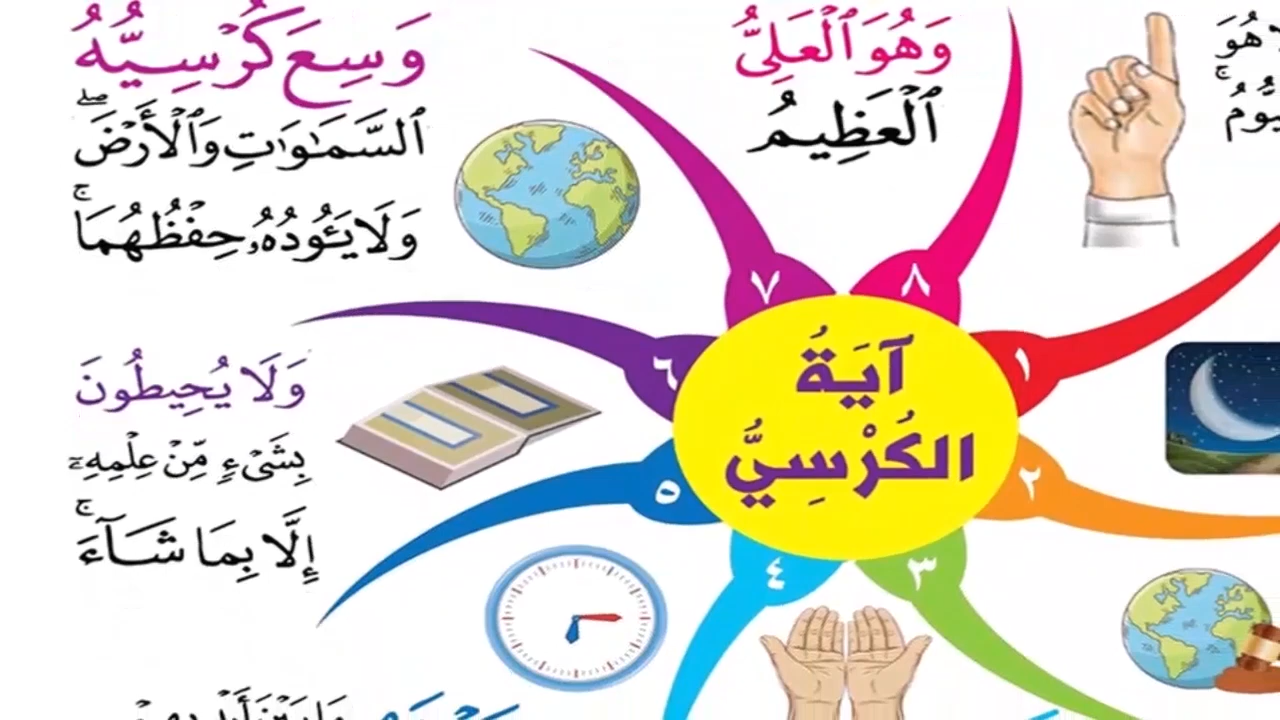 آيَةُ
الكُرْسِيُّ
١
٢
٣
٤
٥
٦
٧
٨
وَهُوَ ٱلْعَلِىُّ
ٱلْعَظِيمُ
وَسِعَ كُرْسِيُّهُ
ٱلسَّمَـٰوَٰتِ وَٱلْأَرْضَ ۖ
وَلَا يَـُٔودُهُۥ حِفْظُهُمَا ۚ
وَلَا يُحِيطُونَ
بِشَىْءٍ مِّنْ عِلْمِهِۦٓ
إِلَّا بِمَا شَآءَ ۚ